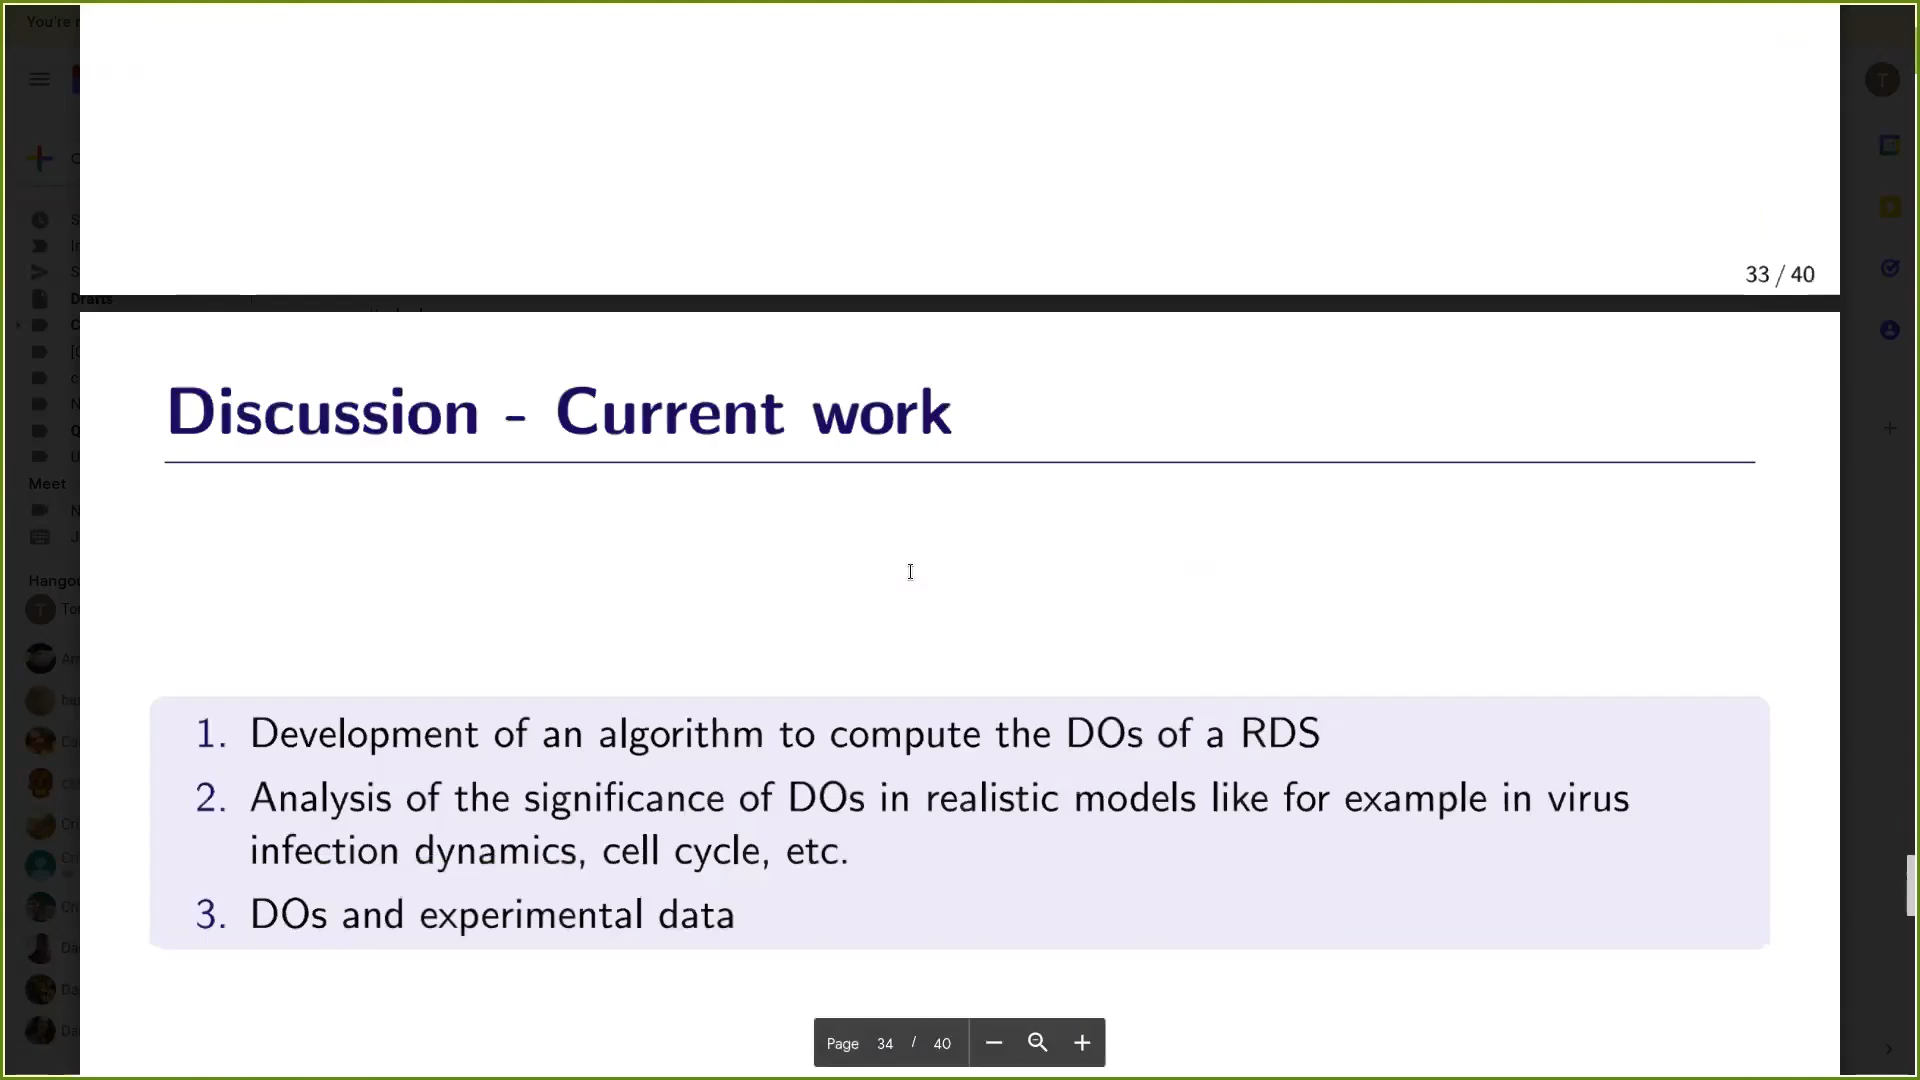 You're
33 / 40
Drafts
Discussion - Current work
Meet
1. Development of an algorithm to compute the DOs of a RDS
2. Analysis of the significance of DOs in realistic models like for example in virus
infection dynamics, cell cycle, etc.
3. DOs and experimental data
Page 34 / 40
T
T